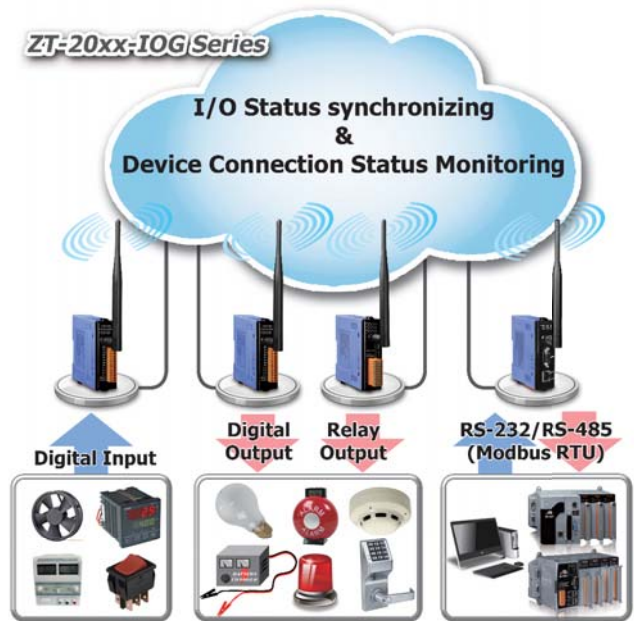 ZT-20xx-IOG Series
I/O Status synchronizing
&
Device Connection Status Monitoring
Digital Input
Digital
Output
Relay
Output
RS-232/RS-485
(Modbus RTU)